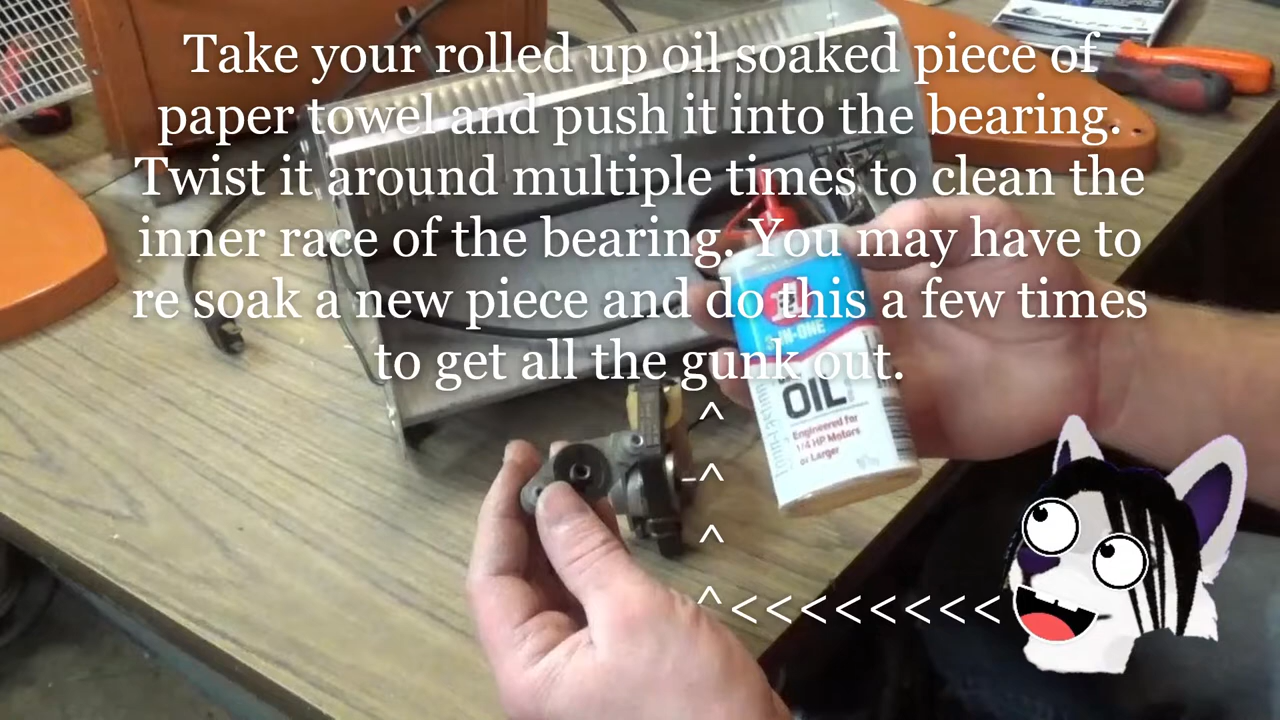 Take your rolled up oil soaked piece of
paper towel and push it into the bearing.
Twist it around multiple times to clean the
inner race of the bearing. You may have to
re soak a new piece and do this a few times
to get all the gunk out.
^
^
^
^<<<<<<<<
3-IN-ONE
OIL
Engineered for
1/4 HP Motors
or Larger